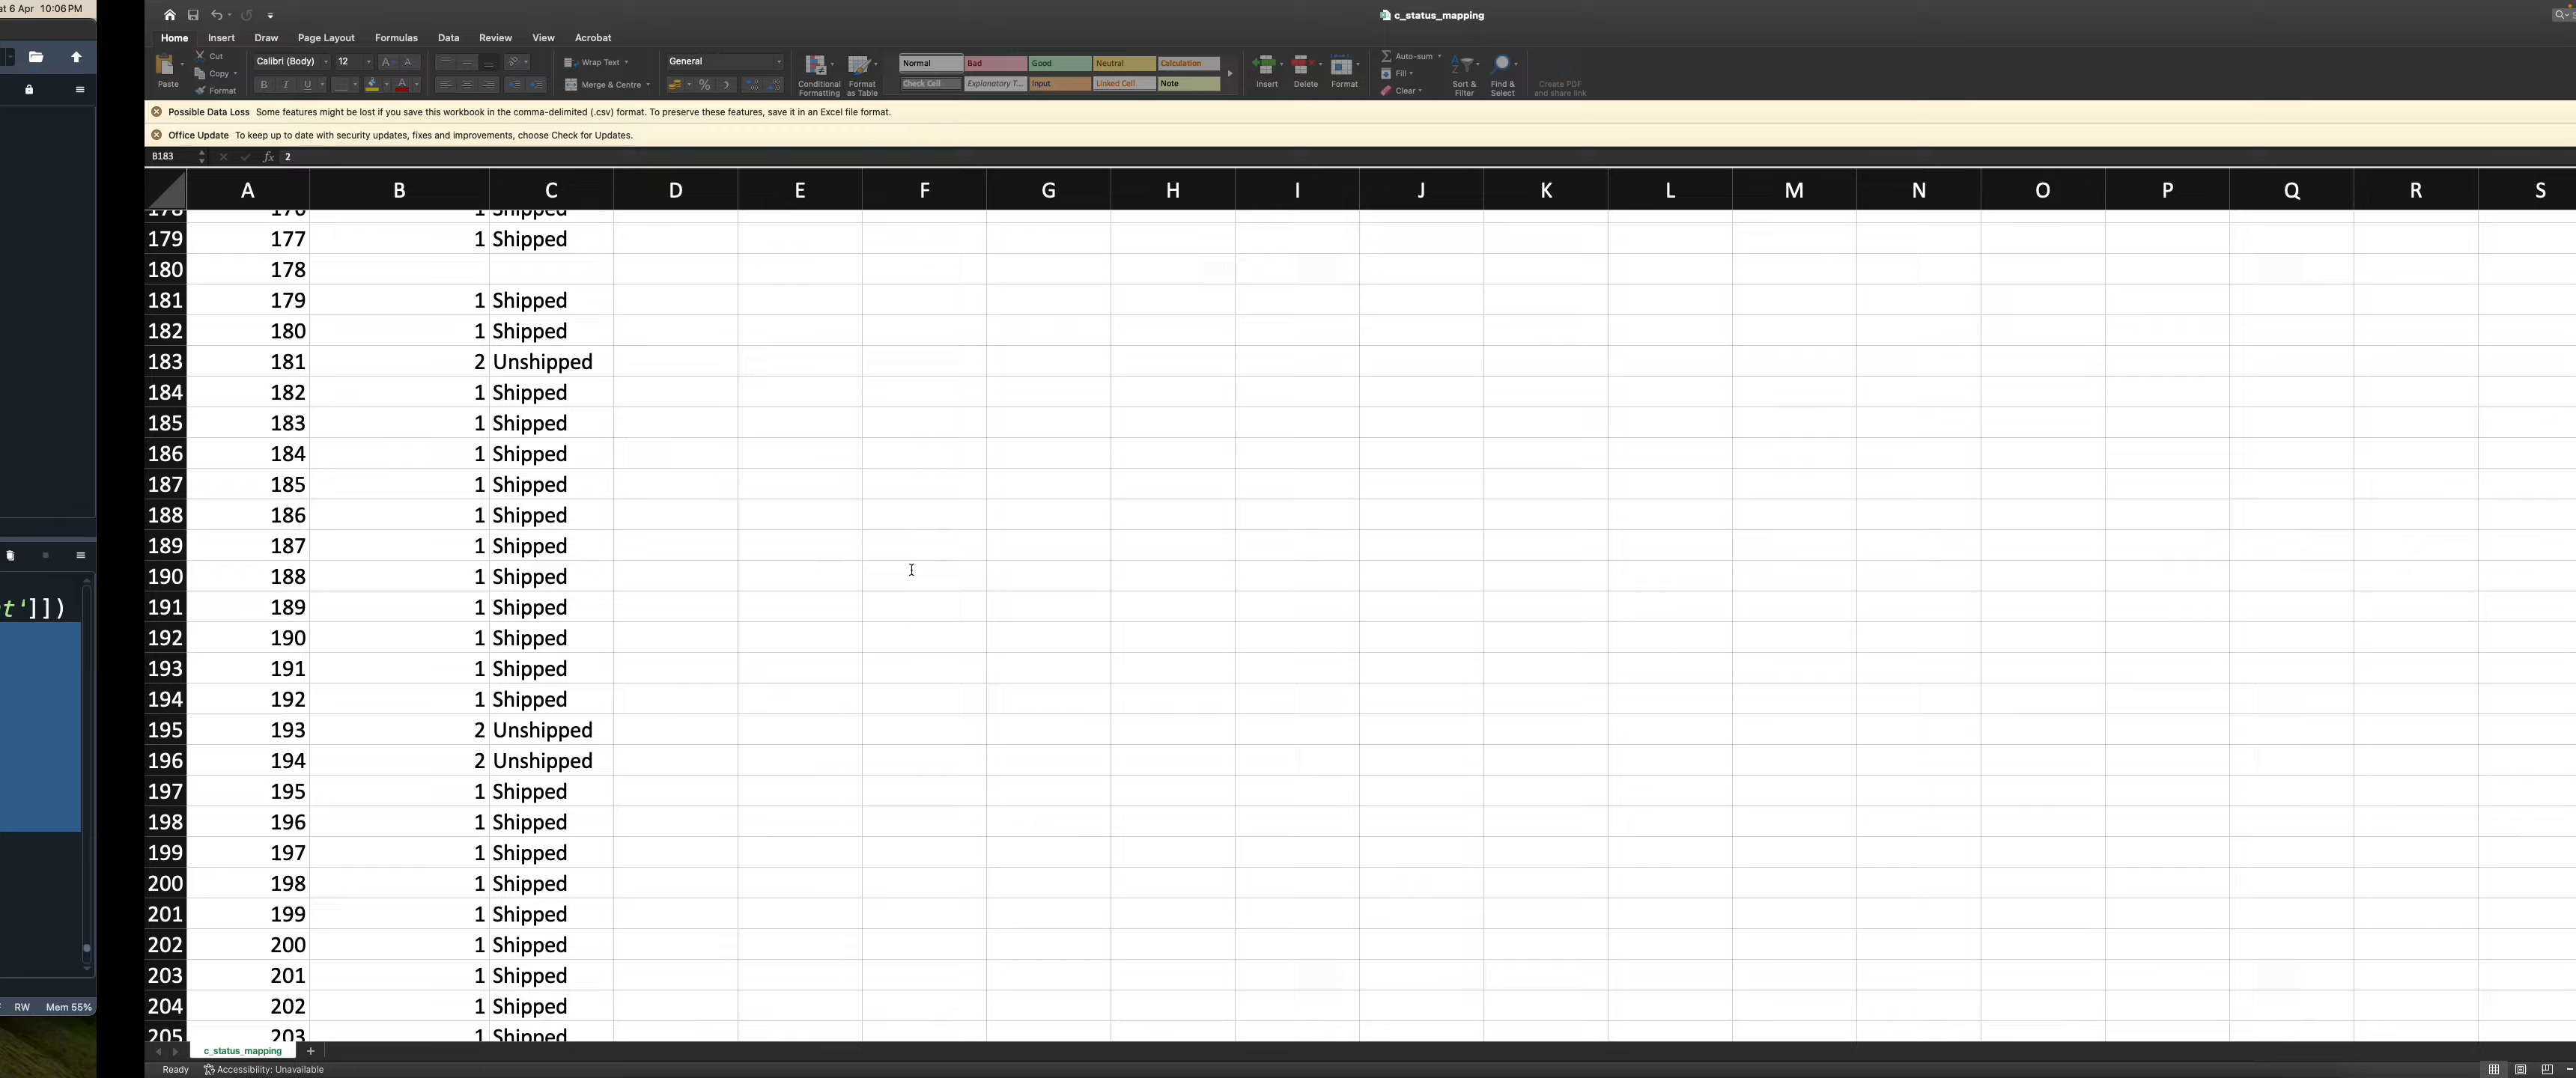 at 6 Apr 10:06 PM
c_status_mapping
Home Insert Draw Page Layout Formulas Data Review View Acrobat
Paste Cut Copy Format
Calibri (Body) 12
B I U
Wrap Text
Merge & Centre
General
Conditional Formatting
Format as Table
Normal Bad Good Neutral Calculation
Check Cell Explanatory T... Input Linked Cell Note
Insert Delete Format
Auto-sum
Fill
Clear
Sort & Filter
Find & Select
Create PDF and share link
Possible Data Loss Some features might be lost if you save this workbook in the comma-delimited (.csv) format. To preserve these features, save it in an Excel file format.
Office Update To keep up to date with security updates, fixes and improvements, choose Check for Updates.
B183 fx 2
A B C D E F G H I J K L M N O P Q R S
178 176 1 Shipped
179 177 1 Shipped
180 178
181 179 1 Shipped
182 180 1 Shipped
183 181 2 Unshipped
184 182 1 Shipped
185 183 1 Shipped
186 184 1 Shipped
187 185 1 Shipped
188 186 1 Shipped
189 187 1 Shipped
190 188 1 Shipped
191 189 1 Shipped
192 190 1 Shipped
193 191 1 Shipped
194 192 1 Shipped
195 193 2 Unshipped
196 194 2 Unshipped
197 195 1 Shipped
198 196 1 Shipped
199 197 1 Shipped
200 198 1 Shipped
201 199 1 Shipped
202 200 1 Shipped
203 201 1 Shipped
204 202 1 Shipped
205 203 1 Shipped
t']])
RW Mem 55%
c_status_mapping
Ready Accessibility: Unavailable